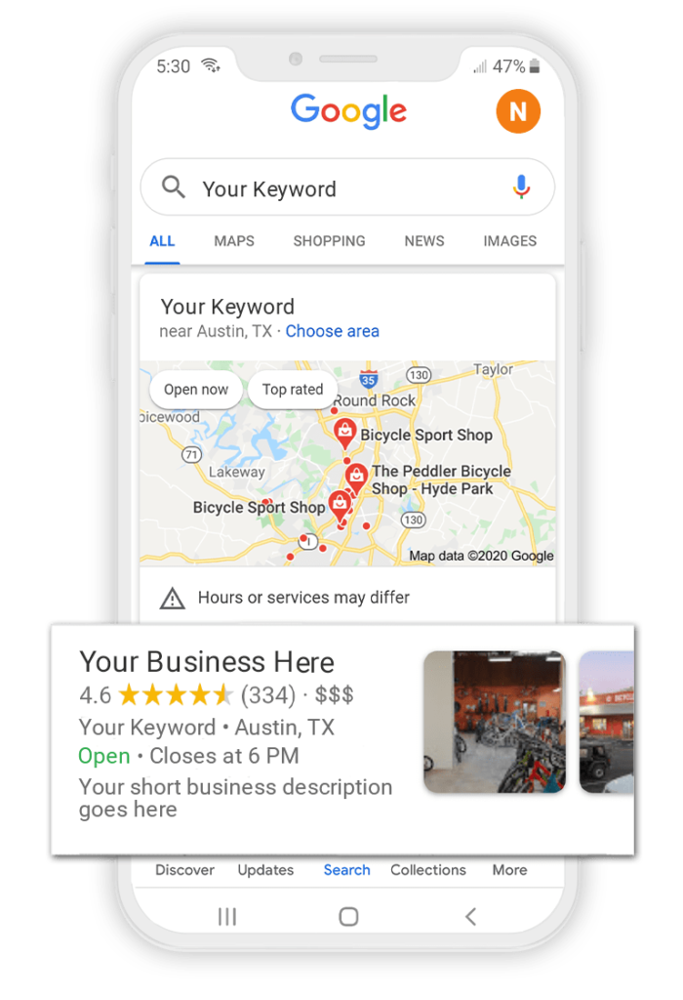 5:30 47%
Google
N
Your Keyword
ALL MAPS SHOPPING NEWS IMAGES
Your Keyword
near Austin, TX · Choose area
Open now Top rated
35
130
Taylor
Round Rock
picewood
Bicycle Sport Shop
71
Lakeway
The Peddler Bicycle
Shop - Hyde Park
Bicycle Sport Shop
130
1
Map data ©2020 Google
Hours or services may differ
Your Business Here
4.6 (334) · $$$
Your Keyword • Austin, TX
Open • Closes at 6 PM
Your short business description
goes here
Discover Updates Search Collections More